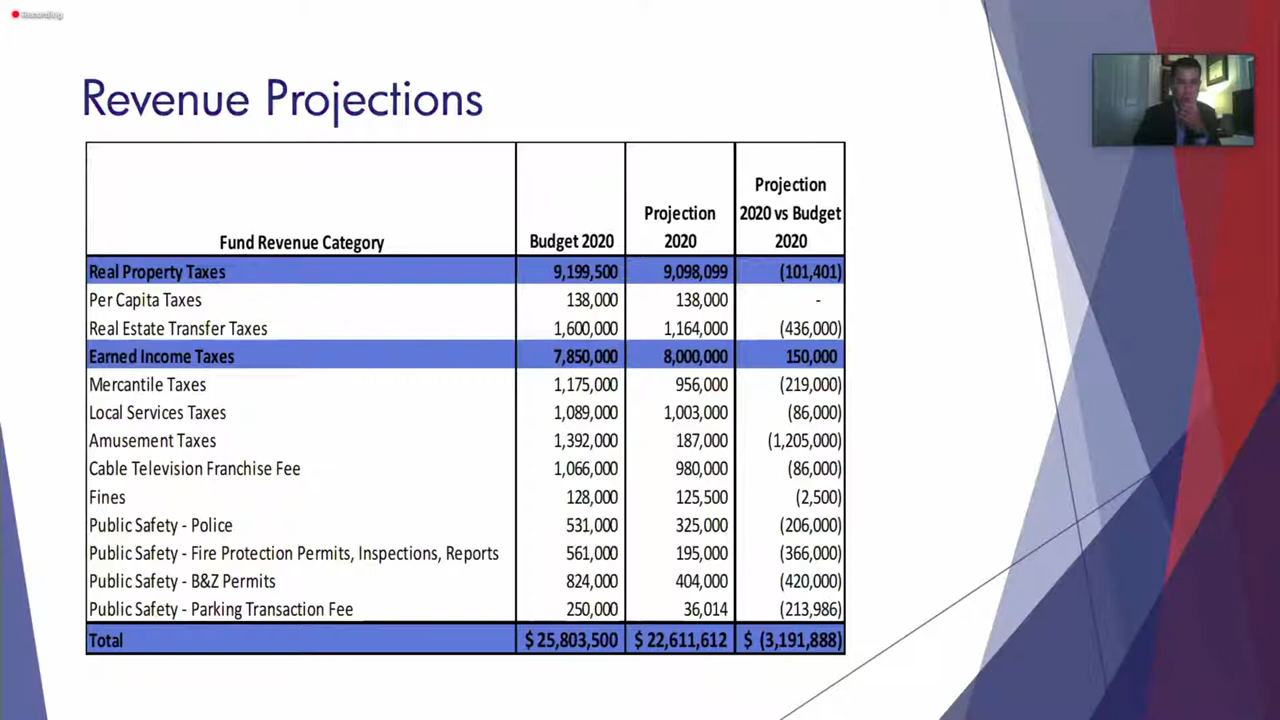 Recording
Revenue Projections
Projection
Projection 2020 vs Budget
Fund Revenue Category Budget 2020 2020 2020
Real Property Taxes 9,199,500 9,098,099 (101,401)
Per Capita Taxes 138,000 138,000 -
Real Estate Transfer Taxes 1,600,000 1,164,000 (436,000)
Earned Income Taxes 7,850,000 8,000,000 150,000
Mercantile Taxes 1,175,000 956,000 (219,000)
Local Services Taxes 1,089,000 1,003,000 (86,000)
Amusement Taxes 1,392,000 187,000 (1,205,000)
Cable Television Franchise Fee 1,066,000 980,000 (86,000)
Fines 128,000 125,500 (2,500)
Public Safety - Police 531,000 325,000 (206,000)
Public Safety - Fire Protection Permits, Inspections, Reports 561,000 195,000 (366,000)
Public Safety - B&Z Permits 824,000 404,000 (420,000)
Public Safety - Parking Transaction Fee 250,000 36,014 (213,986)
Total $ 25,803,500 $ 22,611,612 $ (3,191,888)